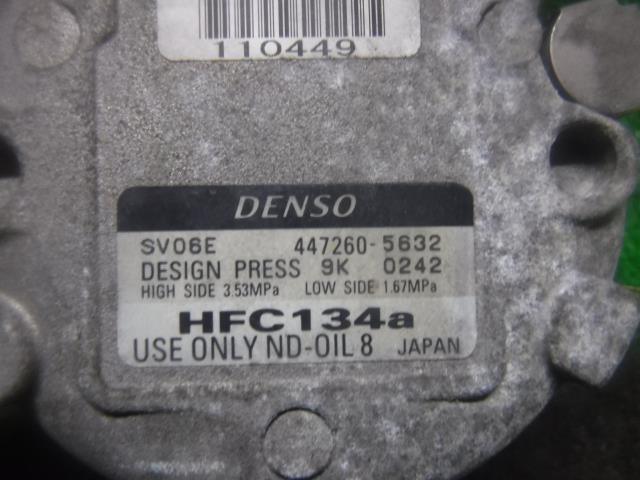 110449
DENSO
SV06E 447260-5632
DESIGN PRESS 9K 0242
HIGH SIDE 3.53MPa LOW SIDE 1.67MPa
HFC134a
USE ONLY ND-OIL 8 JAPAN